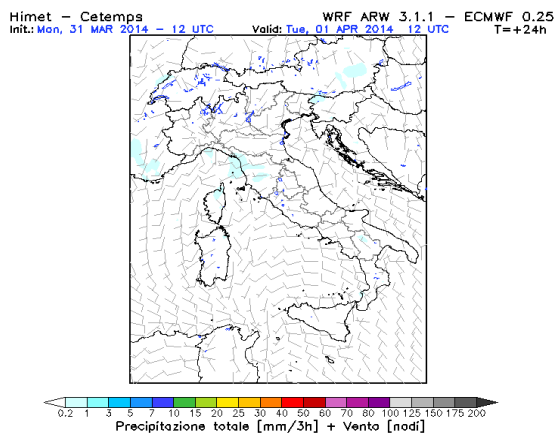 Himet – Cetemps WRF ARW 3.1.1 – ECMWF 0.25
Init.: Mon, 31 MAR 2014 – 12 UTC Valid: Tue, 01 APR 2014 12 UTC T=+24h
0.2 1 3 5 7 10 15 20 25 30 40 50 60 70 80 100 125 150 175 200
Precipitazione totale [mm/3h] + Vento [nodi]